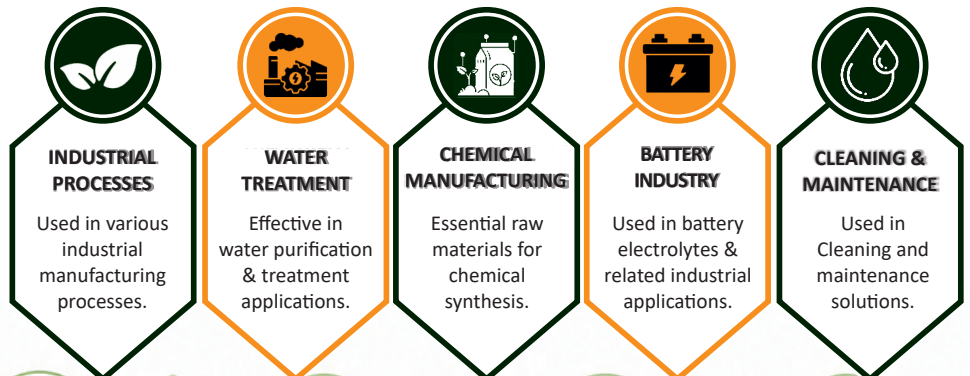 INDUSTRIAL
PROCESSES
Used in various
industrial
manufacturing
processes.
WATER
TREATMENT
Effective in
water purification
& treatment
applications.
CHEMICAL
MANUFACTURING
Essential raw
materials for
chemical
synthesis.
BATTERY
INDUSTRY
Used in battery
electrolytes &
related industrial
applications.
CLEANING &
MAINTENANCE
Used in
Cleaning and
maintenance
solutions.